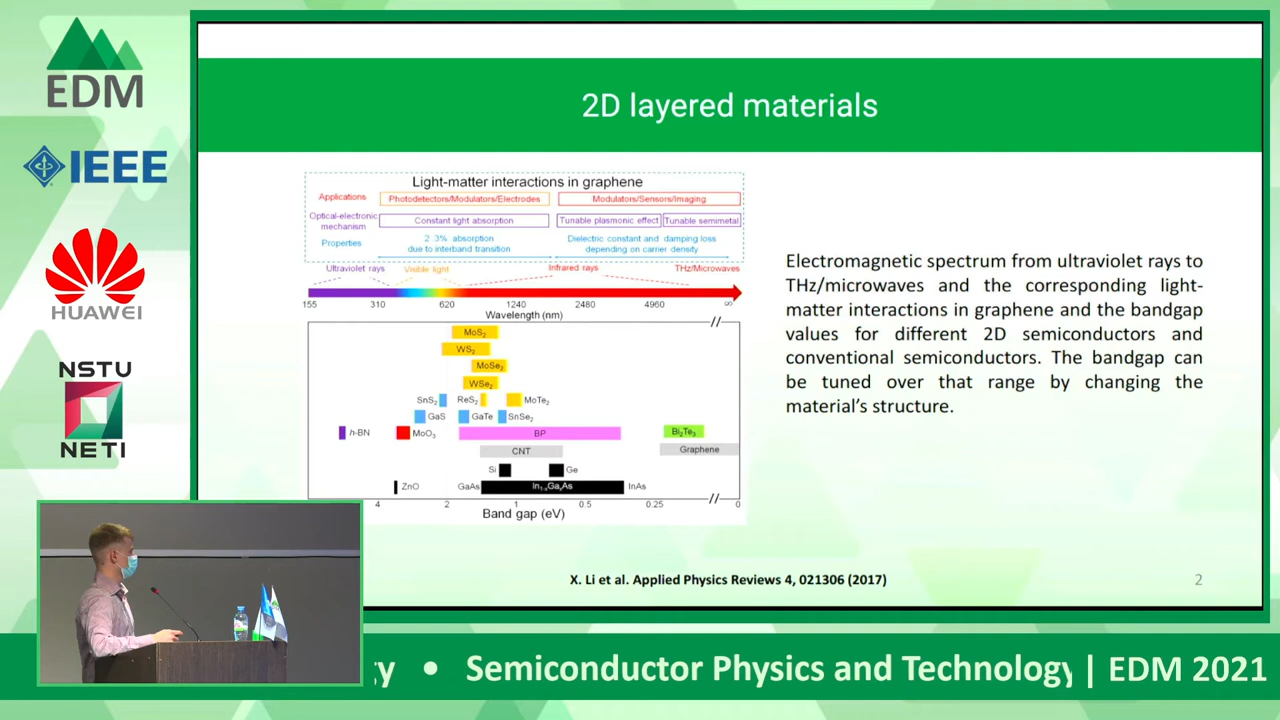 EDM
IEEE
HUAWEI
NSTU
NETI
2D layered materials
Light-matter interactions in graphene
Applications Photodetectors/Modulators/Electrodes Modulators/Sensors/Imaging
Optical-electronic
mechanism Constant light absorption Tunable plasmonic effect Tunable semimetal
Properties
2.3% absorption
due to interband transition
Dielectric constant and damping loss
depending on carrier density
Ultraviolet rays Visible light Infrared rays THz/Microwaves
155 310 620 1240 2480 4960 ∞
Wavelength (nm)
MoS₂
WS₂
MoSe₂
WSe₂
SnS₂ ReS₂ MoTe₂
GaS GaTe SnSe₂
h-BN MoO₃ BP Bi₂Te₃
CNT Graphene
Si Ge
ZnO GaAs In₁₋ₓGaₓAs InAs
4 2 1 0.5 0.25 0
Band gap (eV)
Electromagnetic spectrum from ultraviolet rays to
THz/microwaves and the corresponding light-
matter interactions in graphene and the bandgap
values for different 2D semiconductors and
conventional semiconductors. The bandgap can
be tuned over that range by changing the
material's structure.
X. Li et al. Applied Physics Reviews 4, 021306 (2017)
2
gy • Semiconductor Physics and Technology | EDM 2021